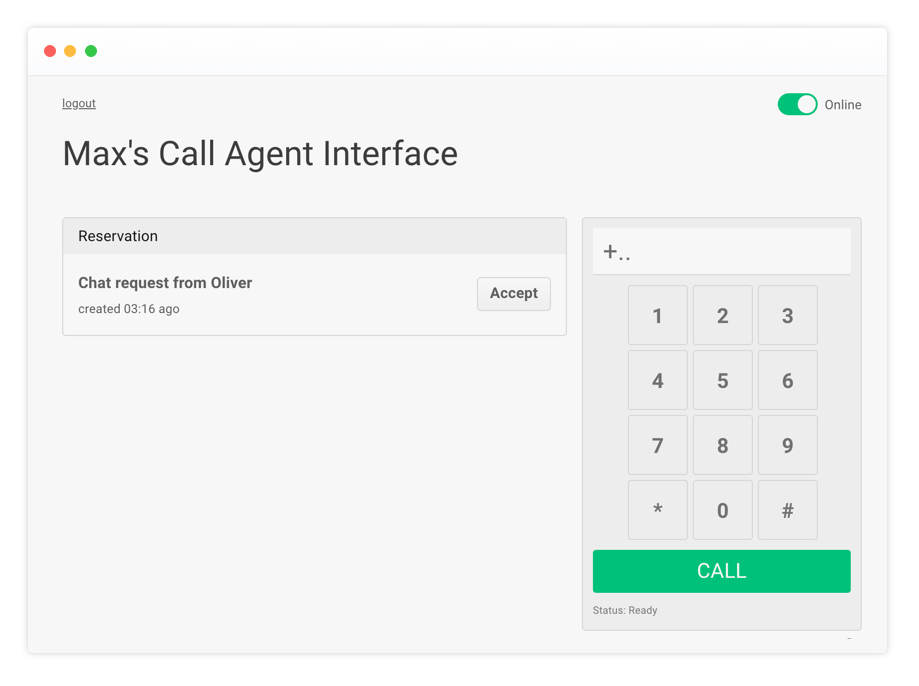 logout
Online
Max's Call Agent Interface
Reservation
Chat request from Oliver
created 03:16 ago
Accept
+..
1 2 3
4 5 6
7 8 9
* 0 #
CALL
Status: Ready
-